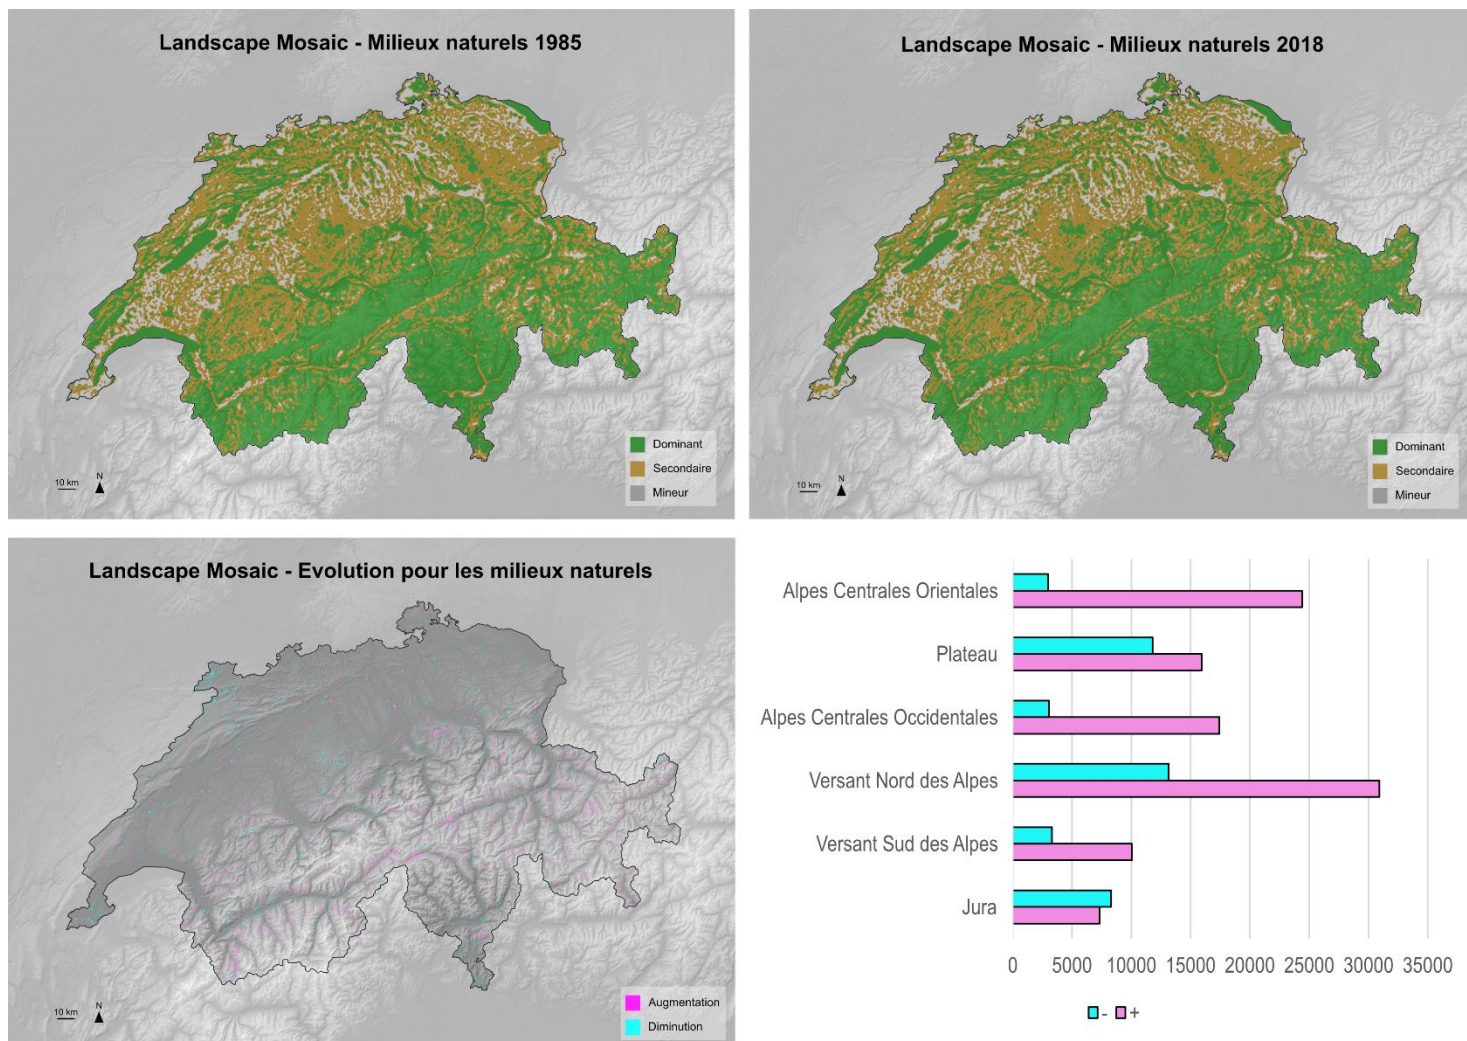 Landscape Mosaic - Milieux naturels 1985
Dominant
Secondaire
Mineur
10 km
N
Landscape Mosaic - Milieux naturels 2018
Dominant
Secondaire
Mineur
10 km
N
Landscape Mosaic - Evolution pour les milieux naturels
Augmentation
Diminution
10 km
N
Alpes Centrales Orientales
Plateau
Alpes Centrales Occidentales
Versant Nord des Alpes
Versant Sud des Alpes
Jura
0 5000 10000 15000 20000 25000 30000 35000
- +